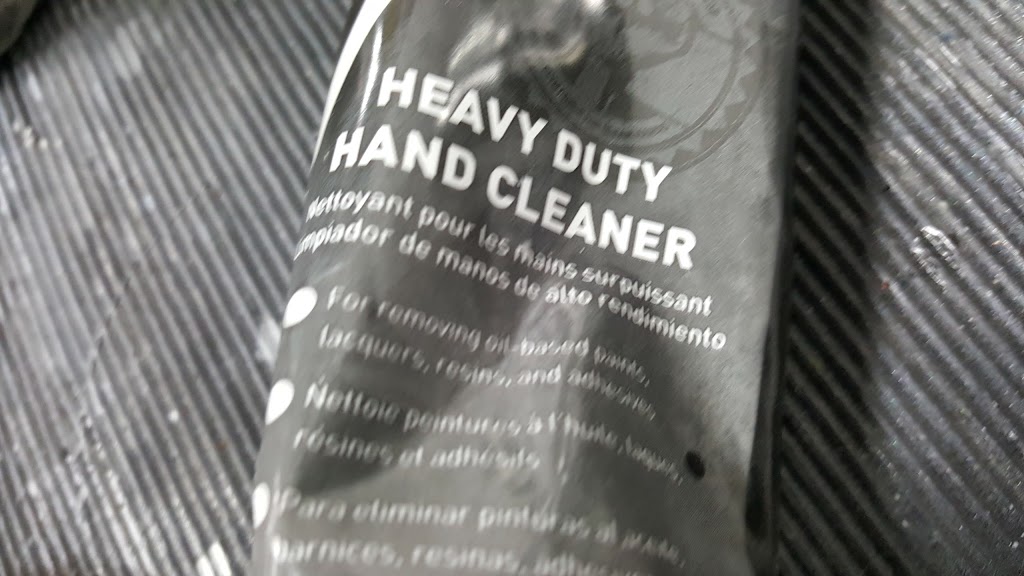 HEAVY DUTY
HAND CLEANER
Nettoyant pour les mains surpuissant
Limpiador de manos de alto rendimiento
For removing oil-based paints,
lacquers, resins, and adhesives
Nettoie peintures à l'huile, laques,
résines et adhésifs
Para eliminar pinturas al aceite,
barnices, resinas,